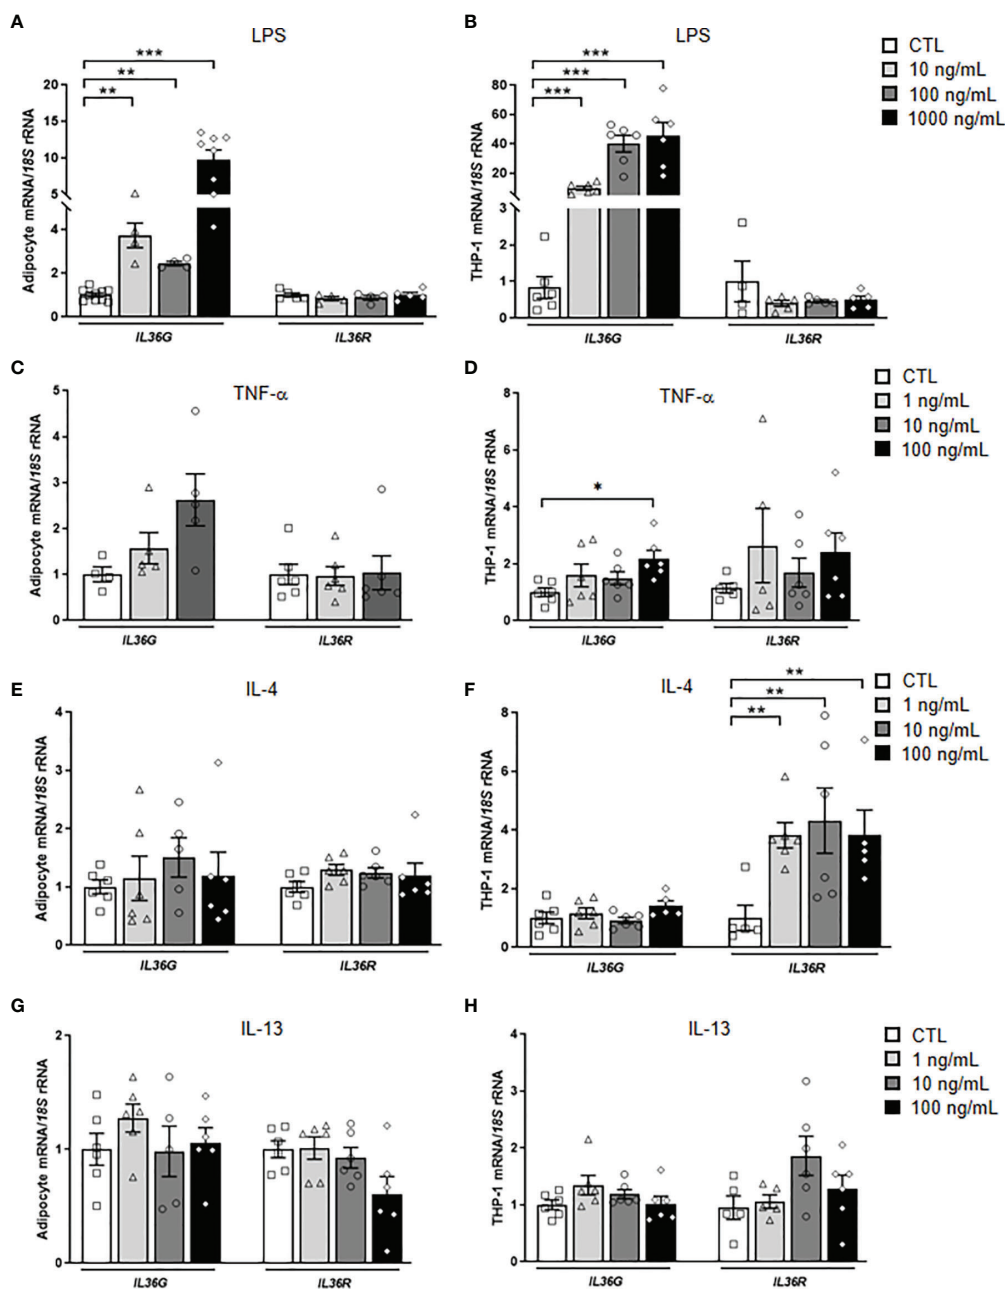 A
LPS
Adipocyte mRNA/18S rRNA
20
15
10
5
4
2
0
***
**
**
IL36G
IL36R
B
LPS
THP-1 mRNA/18S rRNA
80
60
40
20
3
2
1
0
***
***
***
IL36G
IL36R
CTL
10 ng/mL
100 ng/mL
1000 ng/mL
C
TNF-α
Adipocyte mRNA/18S rRNA
5
4
3
2
1
0
IL36G
IL36R
D
TNF-α
THP-1 mRNA/18S rRNA
8
6
4
2
0
*
IL36G
IL36R
CTL
1 ng/mL
10 ng/mL
100 ng/mL
E
IL-4
Adipocyte mRNA/18S rRNA
4
3
2
1
0
IL36G
IL36R
F
IL-4
THP-1 mRNA/18S rRNA
8
6
4
2
0
**
**
**
IL36G
IL36R
CTL
1 ng/mL
10 ng/mL
100 ng/mL
G
IL-13
Adipocyte mRNA/18S rRNA
2
1
0
IL36G
IL36R
H
IL-13
THP-1 mRNA/18S rRNA
4
3
2
1
0
IL36G
IL36R
CTL
1 ng/mL
10 ng/mL
100 ng/mL